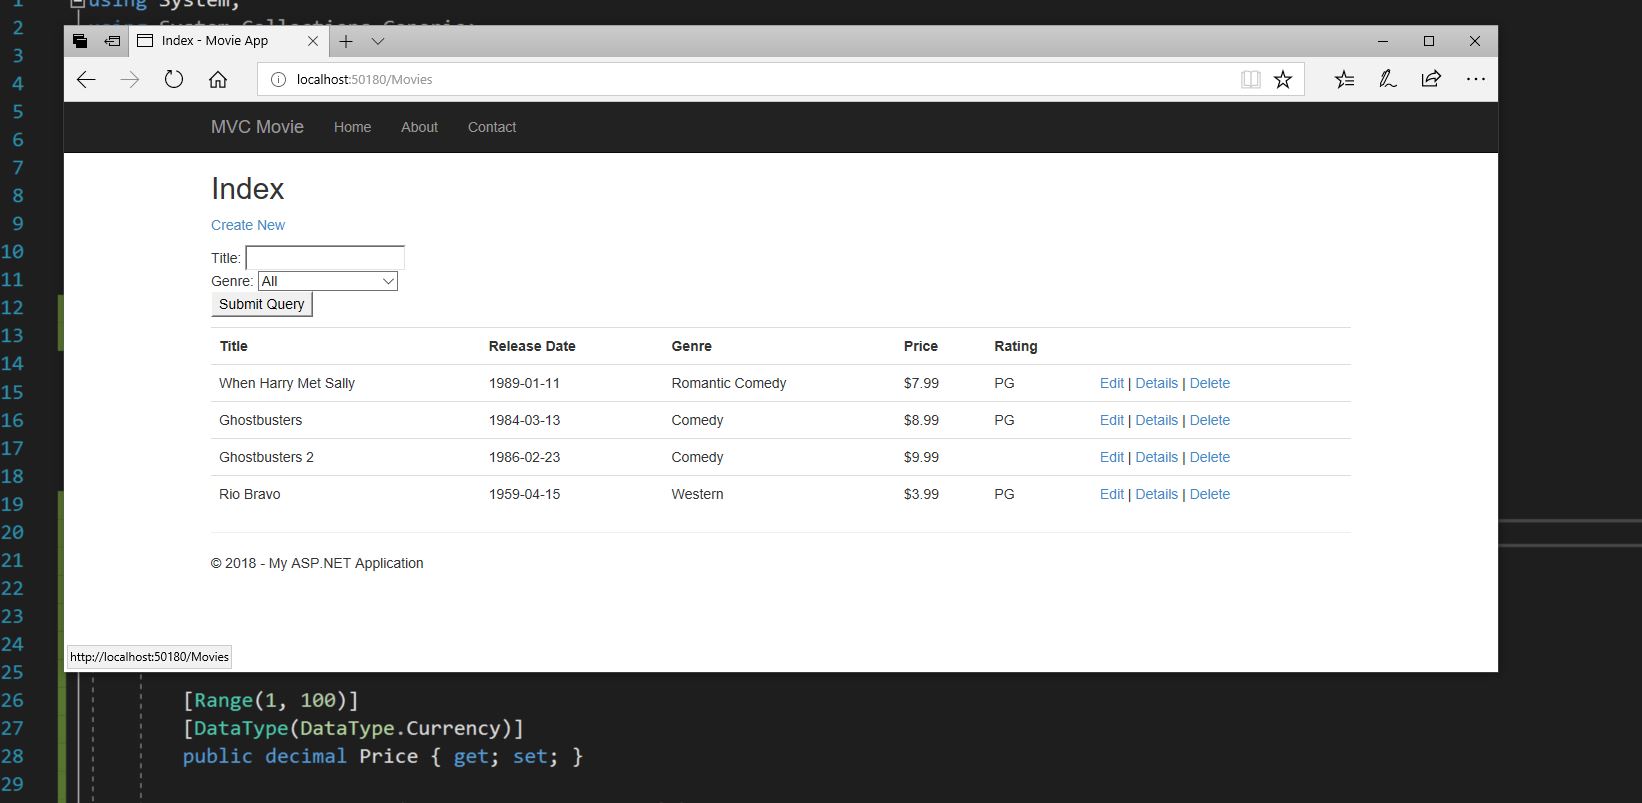 1 using System;
2 using System.Collections.Generic;
3
Index - Movie App
4
localhost:50180/Movies
5
6
MVC Movie Home About Contact
7
8
Index
9
Create New
10
Title:
11
Genre: All
12
Submit Query
13
Title Release Date Genre Price Rating
14
When Harry Met Sally 1989-01-11 Romantic Comedy $7.99 PG Edit | Details | Delete
15
16
Ghostbusters 1984-03-13 Comedy $8.99 PG Edit | Details | Delete
17
Ghostbusters 2 1986-02-23 Comedy $9.99 Edit | Details | Delete
18
Rio Bravo 1959-04-15 Western $3.99 PG Edit | Details | Delete
19
20
21
© 2018 - My ASP.NET Application
22
23
24
http://localhost:50180/Movies
25
26 [Range(1, 100)]
27 [DataType(DataType.Currency)]
28 public decimal Price { get; set; }
29